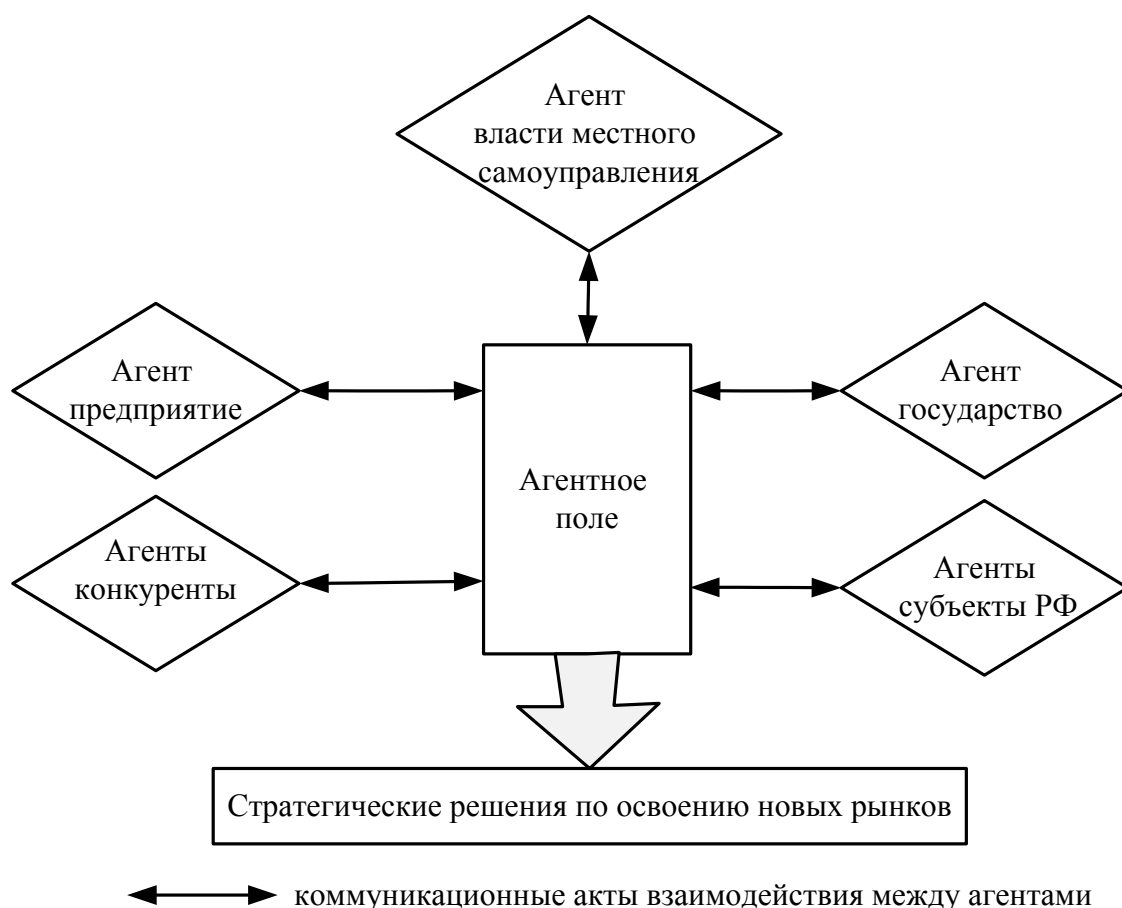 Агент
власти местного
самоуправления
Агент
предприятие
Агент
государство
Агентное
поле
Агенты
конкуренты
Агенты
субъекты РФ
Стратегические решения по освоению новых рынков
коммуникационные акты взаимодействия между агентами